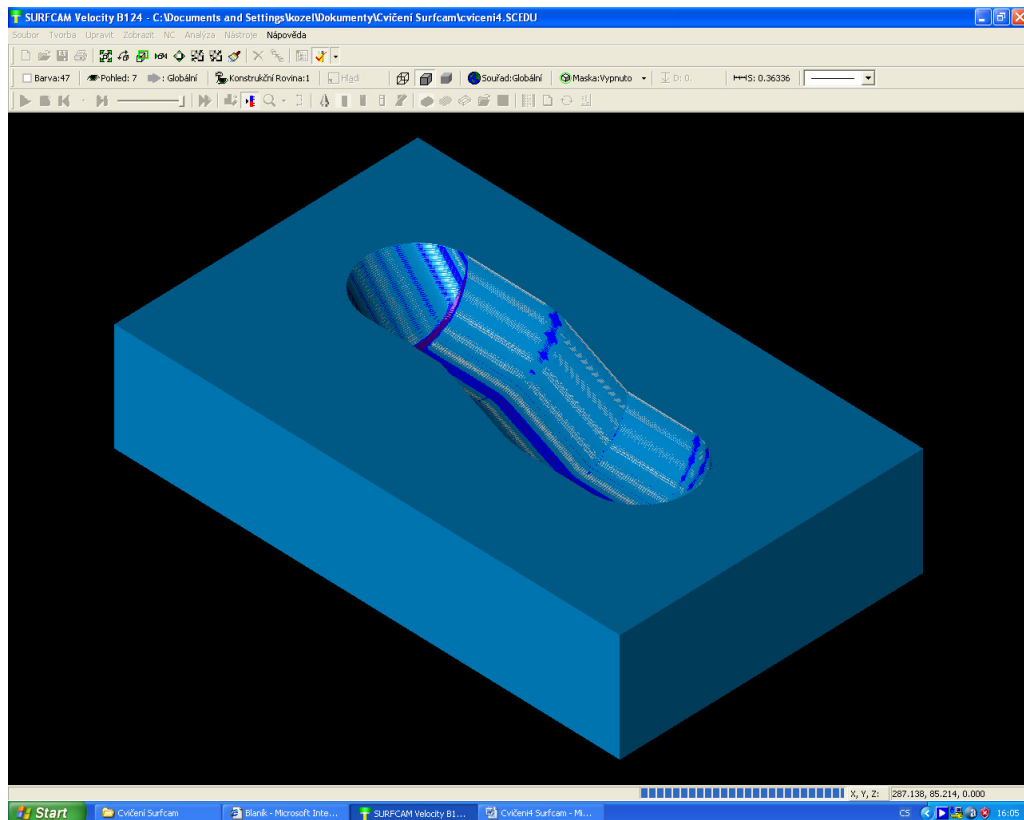 SURFCAM Velocity B124 - C:\Documents and Settings\kozel\Dokumenty\Cvičení Surfcam\cviceni4.SCEDU
Soubor Tvorba Upravit Zobrazit NC Analýza Nástroje Nápověda
Barva:47 Pohled: 7 : Globální Konstrukční Rovina:1 Hladi Souřad:Globální Maska:Vypnuto D: 0. S: 0.36336
X, Y, Z: 287.138, 85.214, 0.000
Start Cvičení Surfcam Blaník - Microsoft Inte... SURFCAM Velocity B1... Cvičení4 Surfcam - Mi... CS 16:05